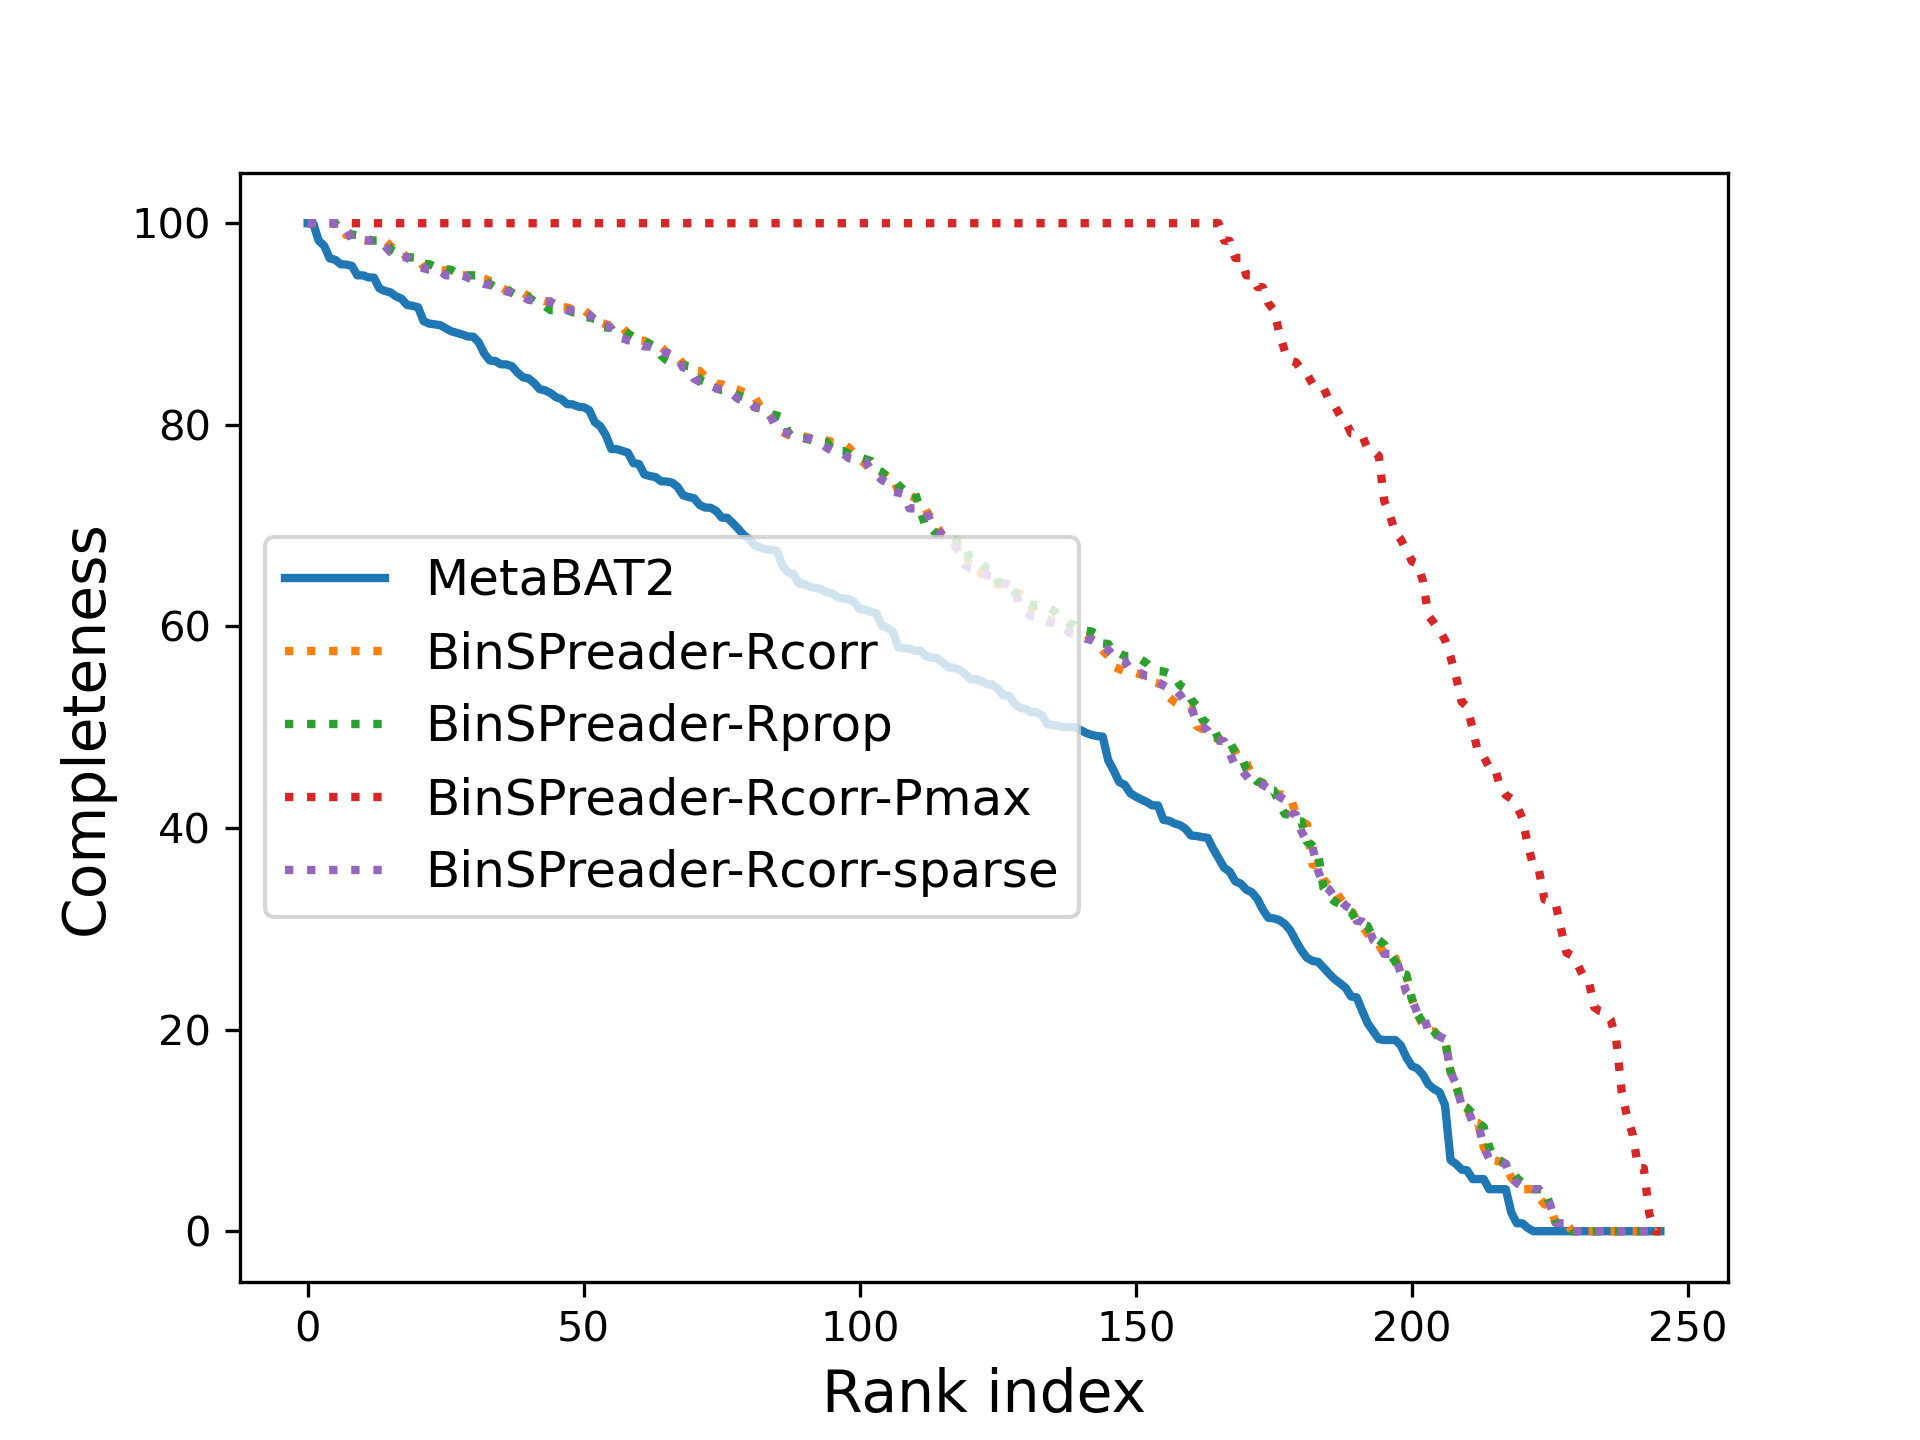 100
80
60
40
20
0
Completeness
MetaBAT2
BinSPreader-Rcorr
BinSPreader-Rprop
BinSPreader-Rcorr-Pmax
BinSPreader-Rcorr-sparse
0 50 100 150 200 250
Rank index